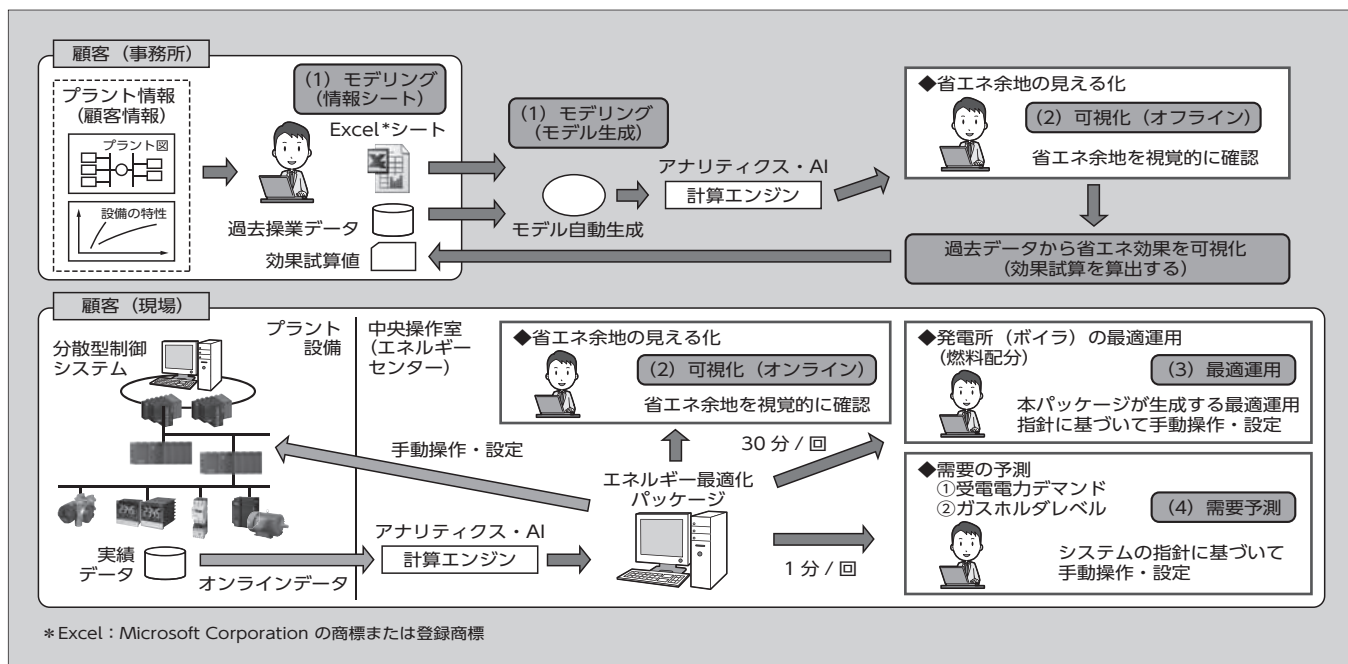 顧客（事務所）
プラント情報
（顧客情報）
プラント図
設備の特性
(1) モデリング
（情報シート）
Excel*シート
過去操業データ
効果試算値
(1) モデリング
（モデル生成）
モデル自動生成
アナリティクス・AI
計算エンジン
◆省エネ余地の見える化
(2) 可視化（オフライン）
省エネ余地を視覚的に確認
過去データから省エネ効果を可視化
（効果試算を算出する）
顧客（現場）
分散型制御
システム
プラント
設備
中央操作室
（エネルギー
センター）
実績
データ
オンラインデータ
手動操作・設定
アナリティクス・AI
計算エンジン
◆省エネ余地の見える化
(2) 可視化（オンライン）
省エネ余地を視覚的に確認
エネルギー最適化
パッケージ
30 分 / 回
1 分 / 回
◆発電所（ボイラ）の最適運用
（燃料配分）
(3) 最適運用
本パッケージが生成する最適運用
指針に基づいて手動操作・設定
◆需要の予測
①受電電力デマンド
②ガスホルダレベル
(4) 需要予測
システムの指針に基づいて
手動操作・設定
＊Excel：Microsoft Corporation の商標または登録商標